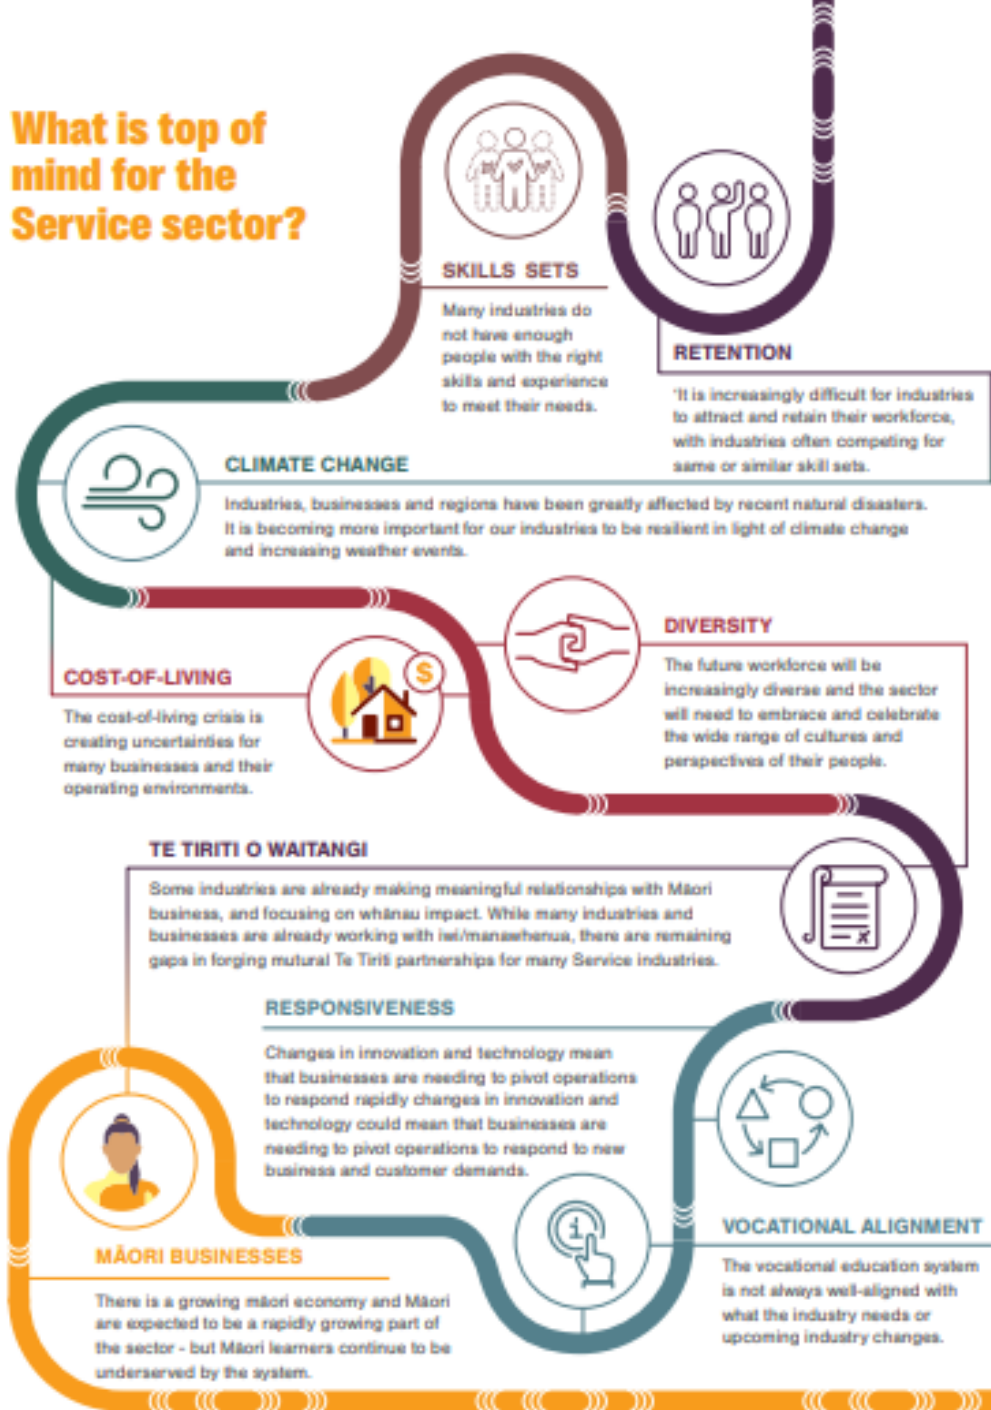 What is top of
mind for the
Service sector?
SKILLS SETS
Many industries do
not have enough
people with the right
skills and experience
to meet their needs.
RETENTION
'It is increasingly difficult for industries
to attract and retain their workforce,
with industries often competing for
same or similar skill sets.
CLIMATE CHANGE
Industries, businesses and regions have been greatly affected by recent natural disasters.
It is becoming more important for our industries to be resilient in light of climate change
and increasing weather events.
$
COST-OF-LIVING
The cost-of-living crisis is
creating uncertainties for
many businesses and their
operating environments.
DIVERSITY
The future workforce will be
increasingly diverse and the sector
will need to embrace and celebrate
the wide range of cultures and
perspectives of their people.
TE TIRITI O WAITANGI
Some industries are already making meaningful relationships with Māori
business, and focusing on whānau impact. While many industries and
businesses are already working with iwi/manawhenua, there are remaining
gaps in forging mutural Te Tiriti partnerships for many Service industries.
x
RESPONSIVENESS
Changes in innovation and technology mean
that businesses are needing to pivot operations
to respond rapidly changes in innovation and
technology could mean that businesses are
needing to pivot operations to respond to new
business and customer demands.
i
VOCATIONAL ALIGNMENT
The vocational education system
is not always well-aligned with
what the industry needs or
upcoming industry changes.
MĀORI BUSINESSES
There is a growing māori economy and Māori
are expected to be a rapidly growing part of
the sector - but Māori learners continue to be
underserved by the system.